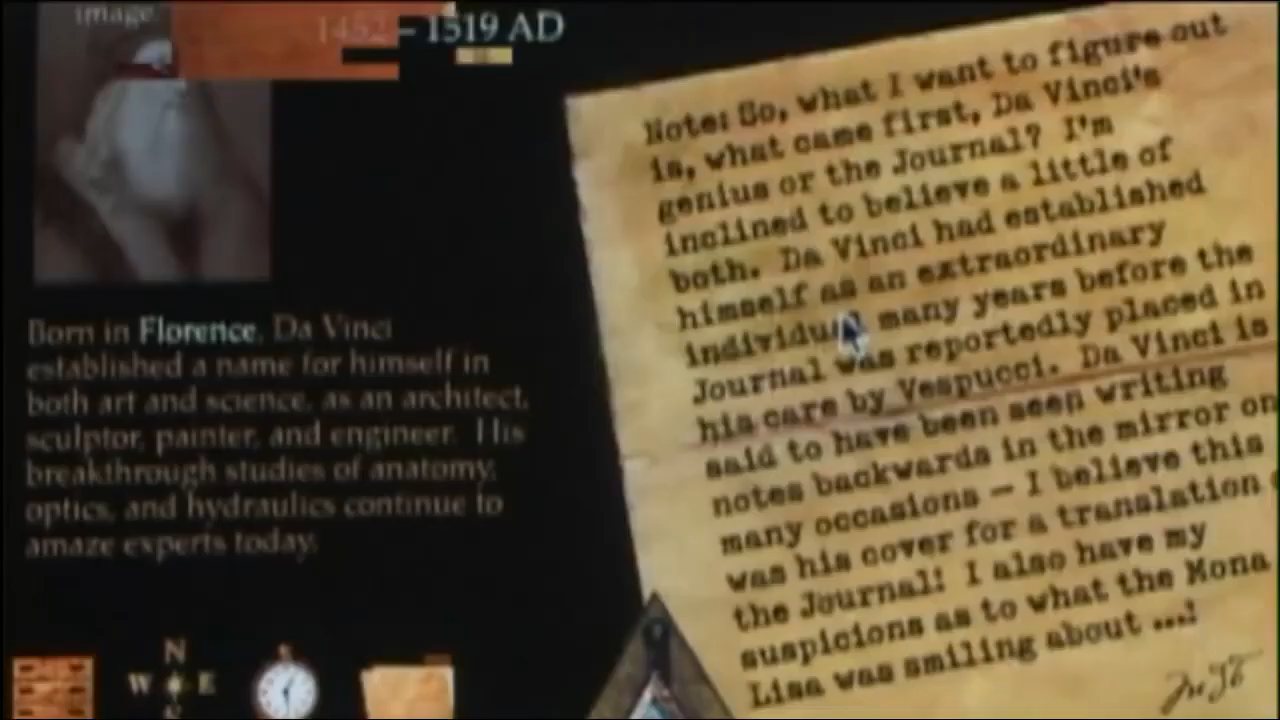 image.
1452 – 1519 AD
Born in Florence, Da Vinci
established a name for himself in
both art and science, as an architect,
sculptor, painter, and engineer. His
breakthrough studies of anatomy,
optics, and hydraulics continue to
amaze experts today.
Note: So, what I want to figure out
is, what came first, Da Vinci's
genius or the Journal? I'm
inclined to believe a little of
both. Da Vinci had established
himself as an extraordinary
individual many years before the
Journal was reportedly placed in
his care by Vespucci. Da Vinci is
said to have been seen writing
notes backwards in the mirror on
many occasions — I believe this
was his cover for a translation
the Journal! I also have my
suspicions as to what the Mona
Lisa was smiling about ...!
N
W E